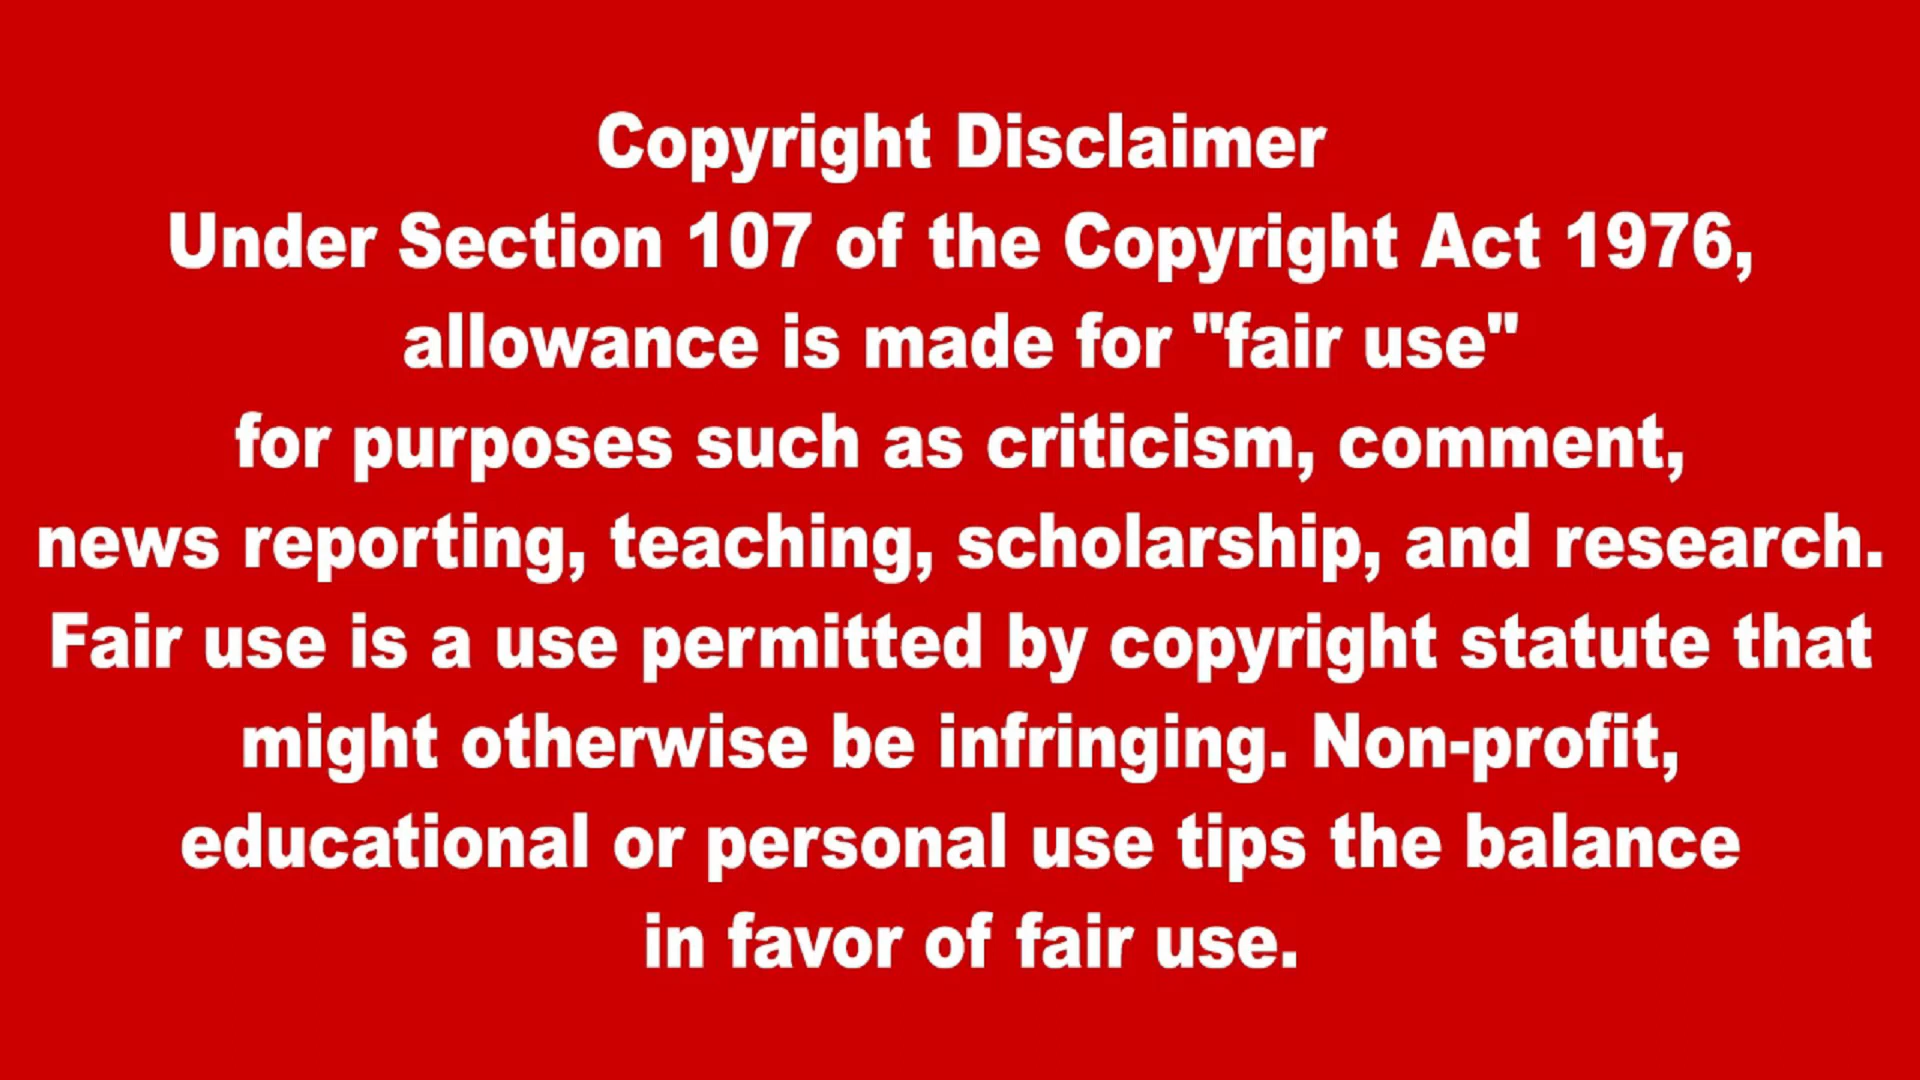 Copyright Disclaimer
Under Section 107 of the Copyright Act 1976,
allowance is made for "fair use"
for purposes such as criticism, comment,
news reporting, teaching, scholarship, and research.
Fair use is a use permitted by copyright statute that
might otherwise be infringing. Non-profit,
educational or personal use tips the balance
in favor of fair use.